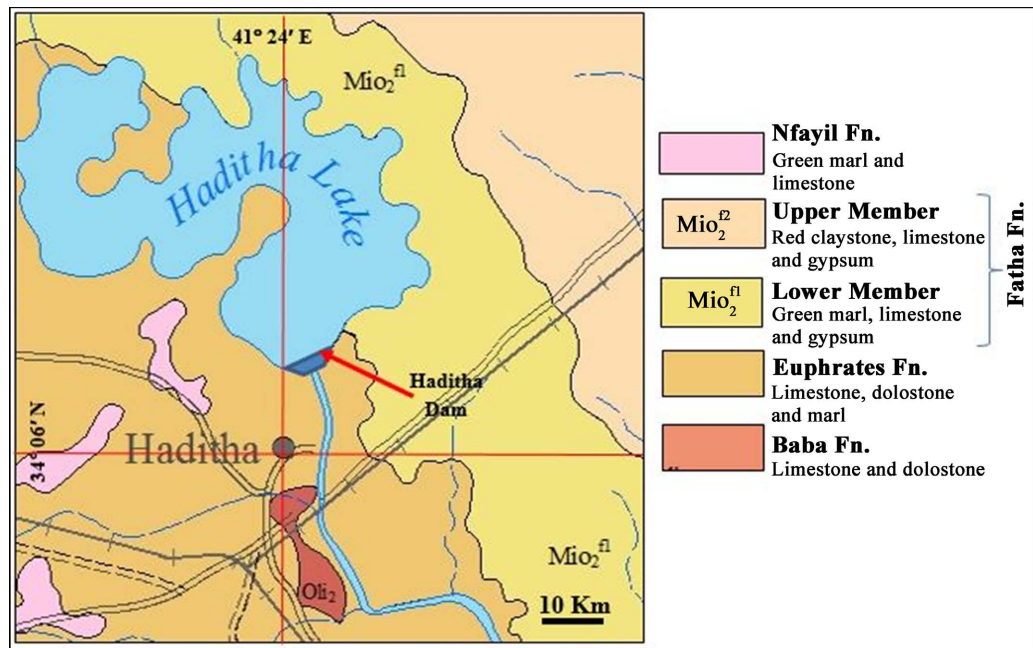 41° 24′ E
Mio₂ᶠ¹
Haditha Lake
Haditha
Dam
34° 06′ N
Haditha
Oli₂
Mio₂ᶠ¹
10 Km
Nfayil Fn.
Green marl and
limestone
Mio₂ᶠ²
Upper Member
Red claystone, limestone
and gypsum
Mio₂ᶠ¹
Lower Member
Green marl, limestone
and gypsum
Fatha Fn.
Euphrates Fn.
Limestone, dolostone
and marl
Baba Fn.
Limestone and dolostone